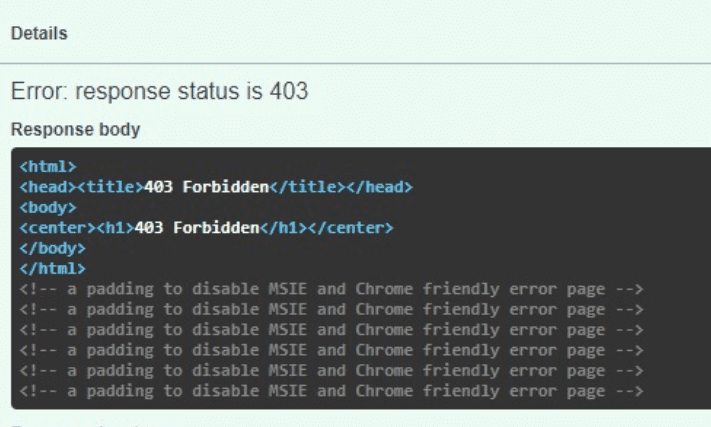 Details
Error: response status is 403
Response body
<html>
<head><title>403 Forbidden</title></head>
<body>
<center><h1>403 Forbidden</h1></center>
</body>
</html>
<!-- a padding to disable MSIE and Chrome friendly error page -->
<!-- a padding to disable MSIE and Chrome friendly error page -->
<!-- a padding to disable MSIE and Chrome friendly error page -->
<!-- a padding to disable MSIE and Chrome friendly error page -->
<!-- a padding to disable MSIE and Chrome friendly error page -->
<!-- a padding to disable MSIE and Chrome friendly error page -->